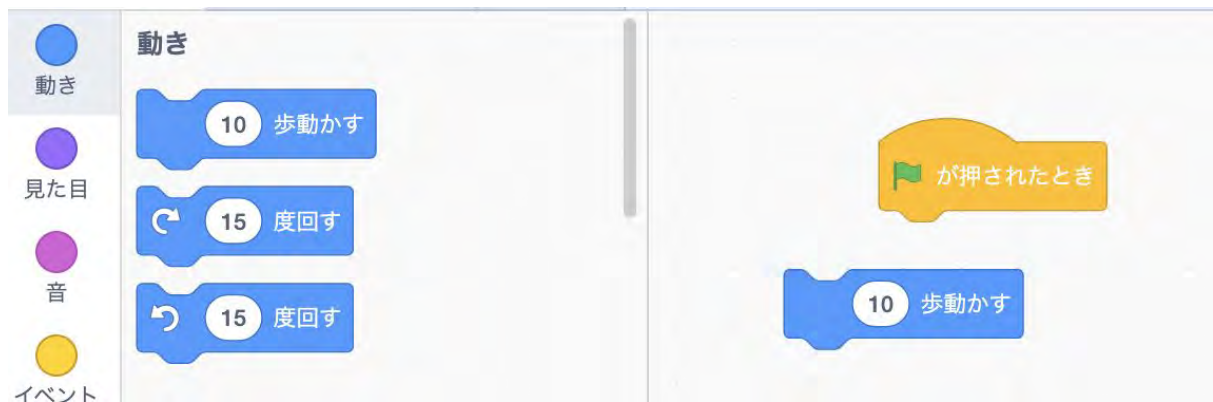 動き
見た目
音
イベント
動き
10 歩動かす
15 度回す
15 度回す
が押されたとき
10 歩動かす